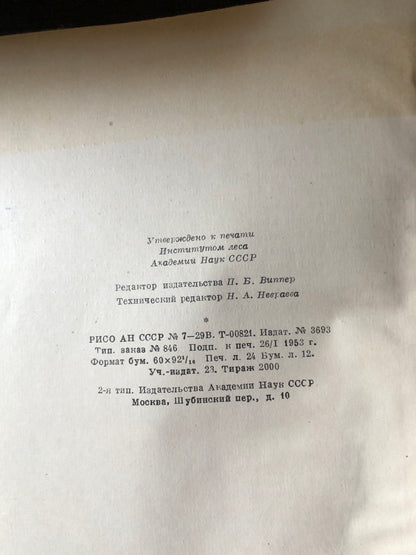 Утверждено к печати
Институтом леса
Академии Наук СССР
Редактор издательства П. Б. Виппер
Технический редактор Н. А. Невраева
*
РИСО АН СССР № 7-29В. Т-00821. Издат. № 3693
Тип. заказ № 846 Подп. к печ. 26/I 1953 г.
Формат бум. 60×92¹/₁₆ Печ. л. 24 Бум. л. 12.
Уч.-издат. 23. Тираж 2000
2-я тип. Издательства Академии Наук СССР
Москва, Шубинский пер., д. 10